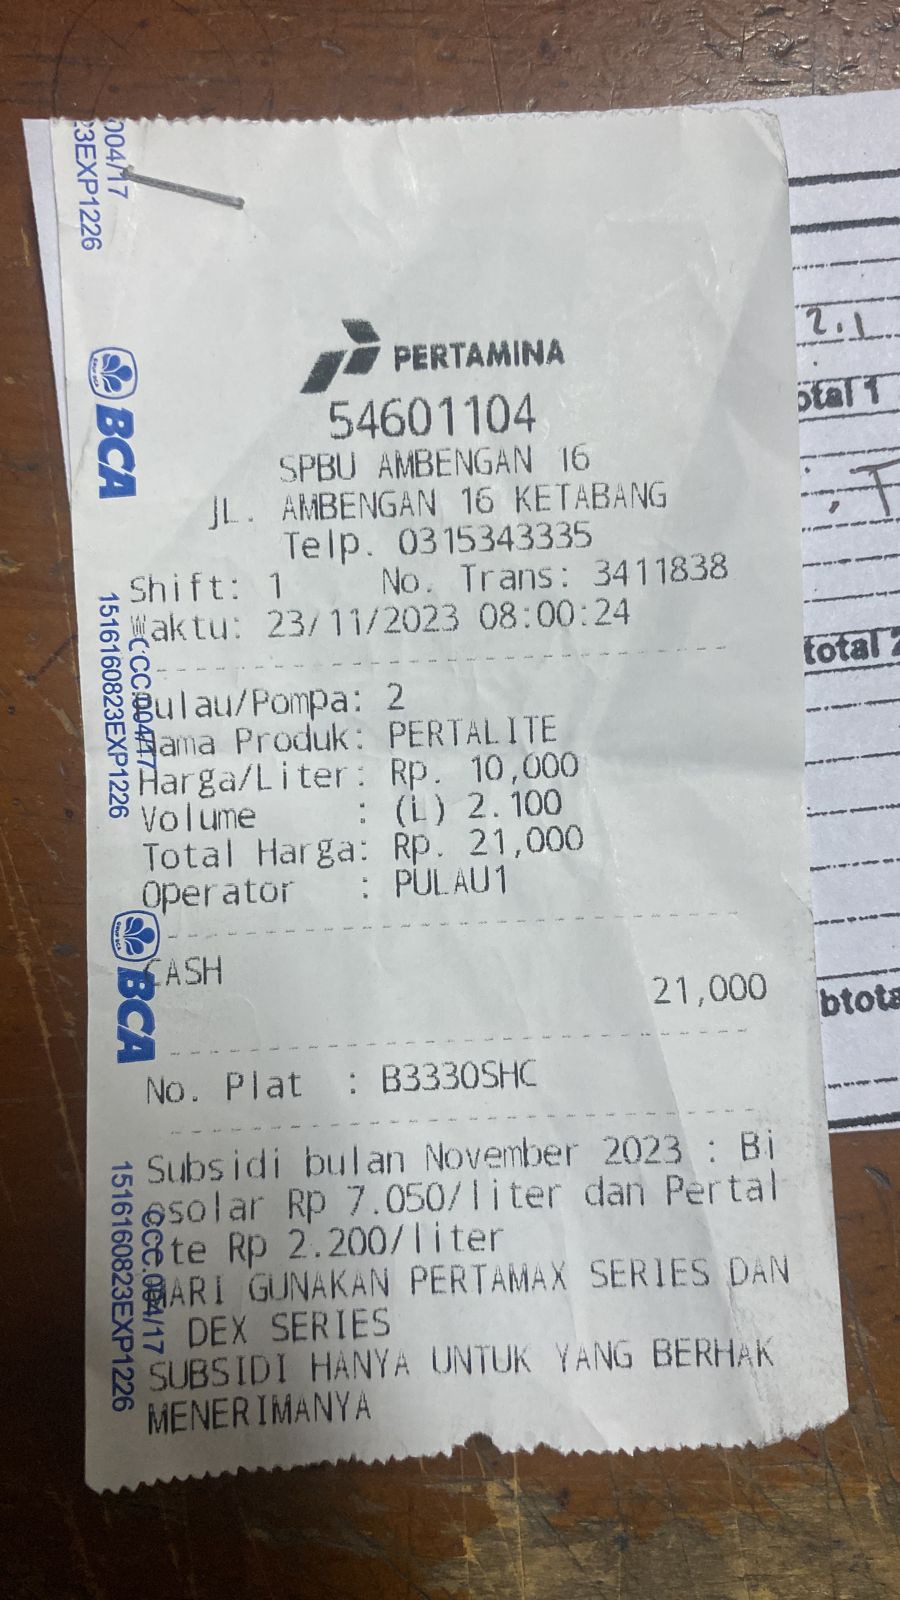 004/17
23EXP1226
PERTAMINA
54601104
SPBU AMBENGAN 16
JL. AMBENGAN 16 KETABANG
Telp. 0315343335
Shift: 1 No. Trans: 3411838
aktu: 23/11/2023 08:00:24
Pulau/Pompa: 2
Nama Produk: PERTALITE
Harga/Liter: Rp. 10,000
Volume : (L) 2.100
Total Harga: Rp. 21,000
Operator : PULAU1
CASH
21,000
No. Plat : B3330SHC
Subsidi bulan November 2023 : Bi
osolar Rp 7.050/liter dan Pertal
te Rp 2.200/liter
MARI GUNAKAN PERTAMAX SERIES DAN
DEX SERIES
SUBSIDI HANYA UNTUK YANG BERHAK
MENERIMANYA
BCA
CCC.004/17
1516160823EXP1226
BCA
CCC.004/17
1516160823EXP1226
2.1
otal 1
T
total 2
btota